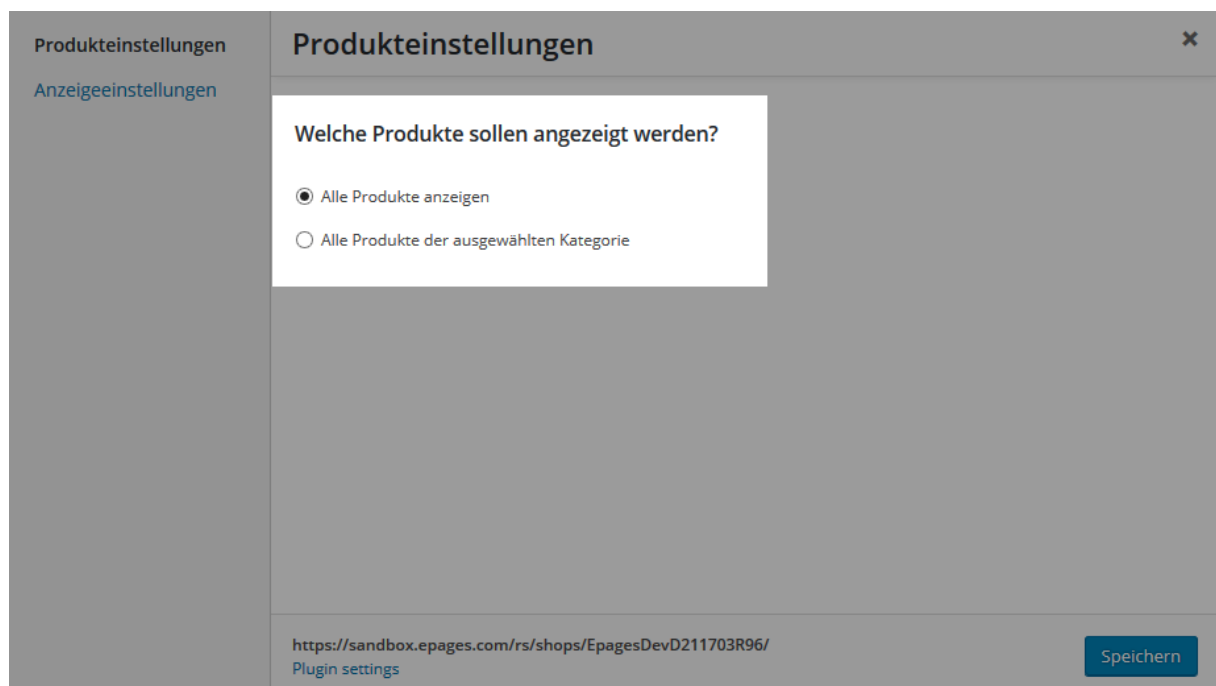 Produkteinstellungen
Anzeigeeinstellungen
Produkteinstellungen
Welche Produkte sollen angezeigt werden?
Alle Produkte anzeigen
Alle Produkte der ausgewählten Kategorie
https://sandbox.epages.com/rs/shops/EpagesDevD211703R96/
Plugin settings
Speichern